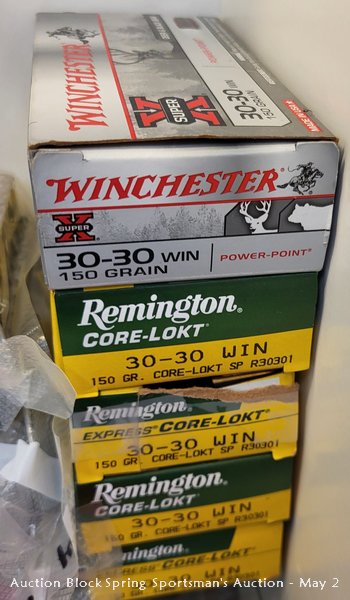 WINCHESTER
SUPER X
30-30 WIN
150 GRAIN
MADE IN USA
WINCHESTER
SUPER X
30-30 WIN
150 GRAIN
POWER-POINT®
Remington®
CORE-LOKT®
30-30 WIN
150 GR. CORE-LOKT SP R30301
Remington
EXPRESS® CORE-LOKT®
30-30 WIN
150 GR. CORE-LOKT SP R30301
Remington
CORE-LOKT
30-30 WIN
150 GR. CORE-LOKT SP R30301
Remington
Auction Block Spring Sportsman's Auction - May 2